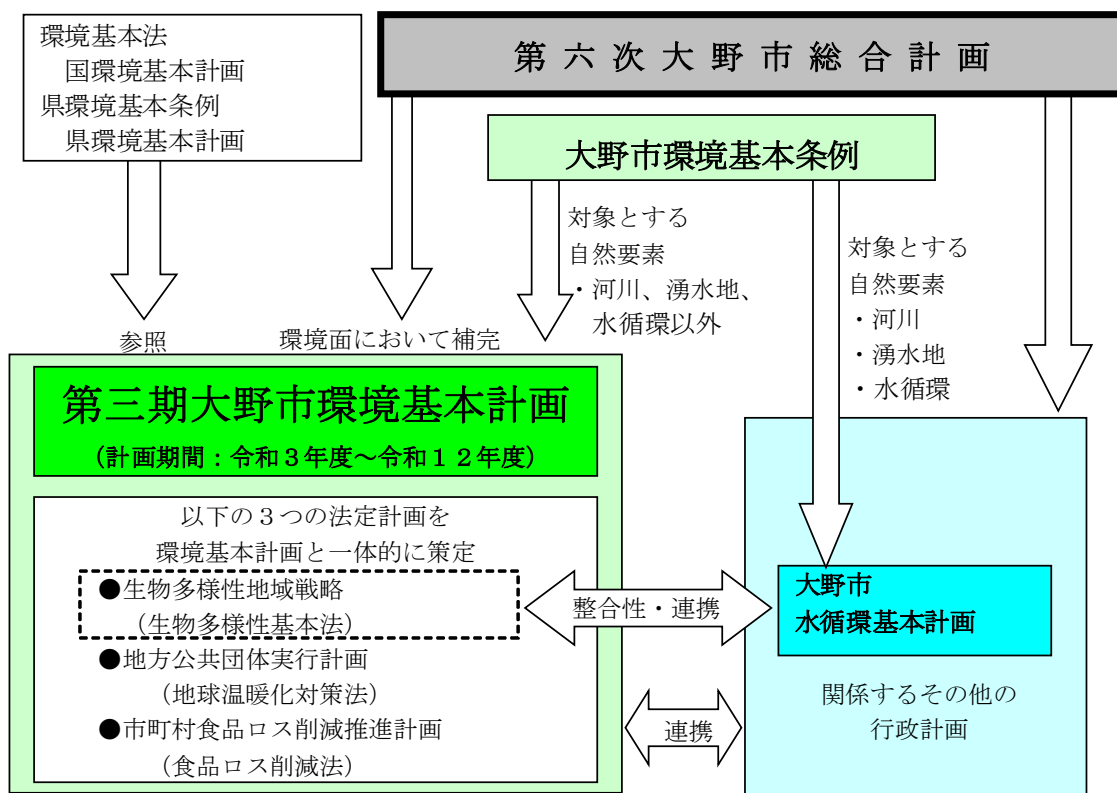 環境基本法
国環境基本計画
県環境基本条例
県環境基本計画
第六次大野市総合計画
大野市環境基本条例
対象とする
自然要素
・河川、湧水地、
水循環以外
対象とする
自然要素
・河川
・湧水地
・水循環
参照
環境面において補完
第三期大野市環境基本計画
(計画期間：令和３年度～令和１２年度)
以下の３つの法定計画を
環境基本計画と一体的に策定
●生物多様性地域戦略
(生物多様性基本法)
●地方公共団体実行計画
(地球温暖化対策法)
●市町村食品ロス削減推進計画
(食品ロス削減法)
整合性・連携
連携
大野市
水循環基本計画
関係するその他の
行政計画